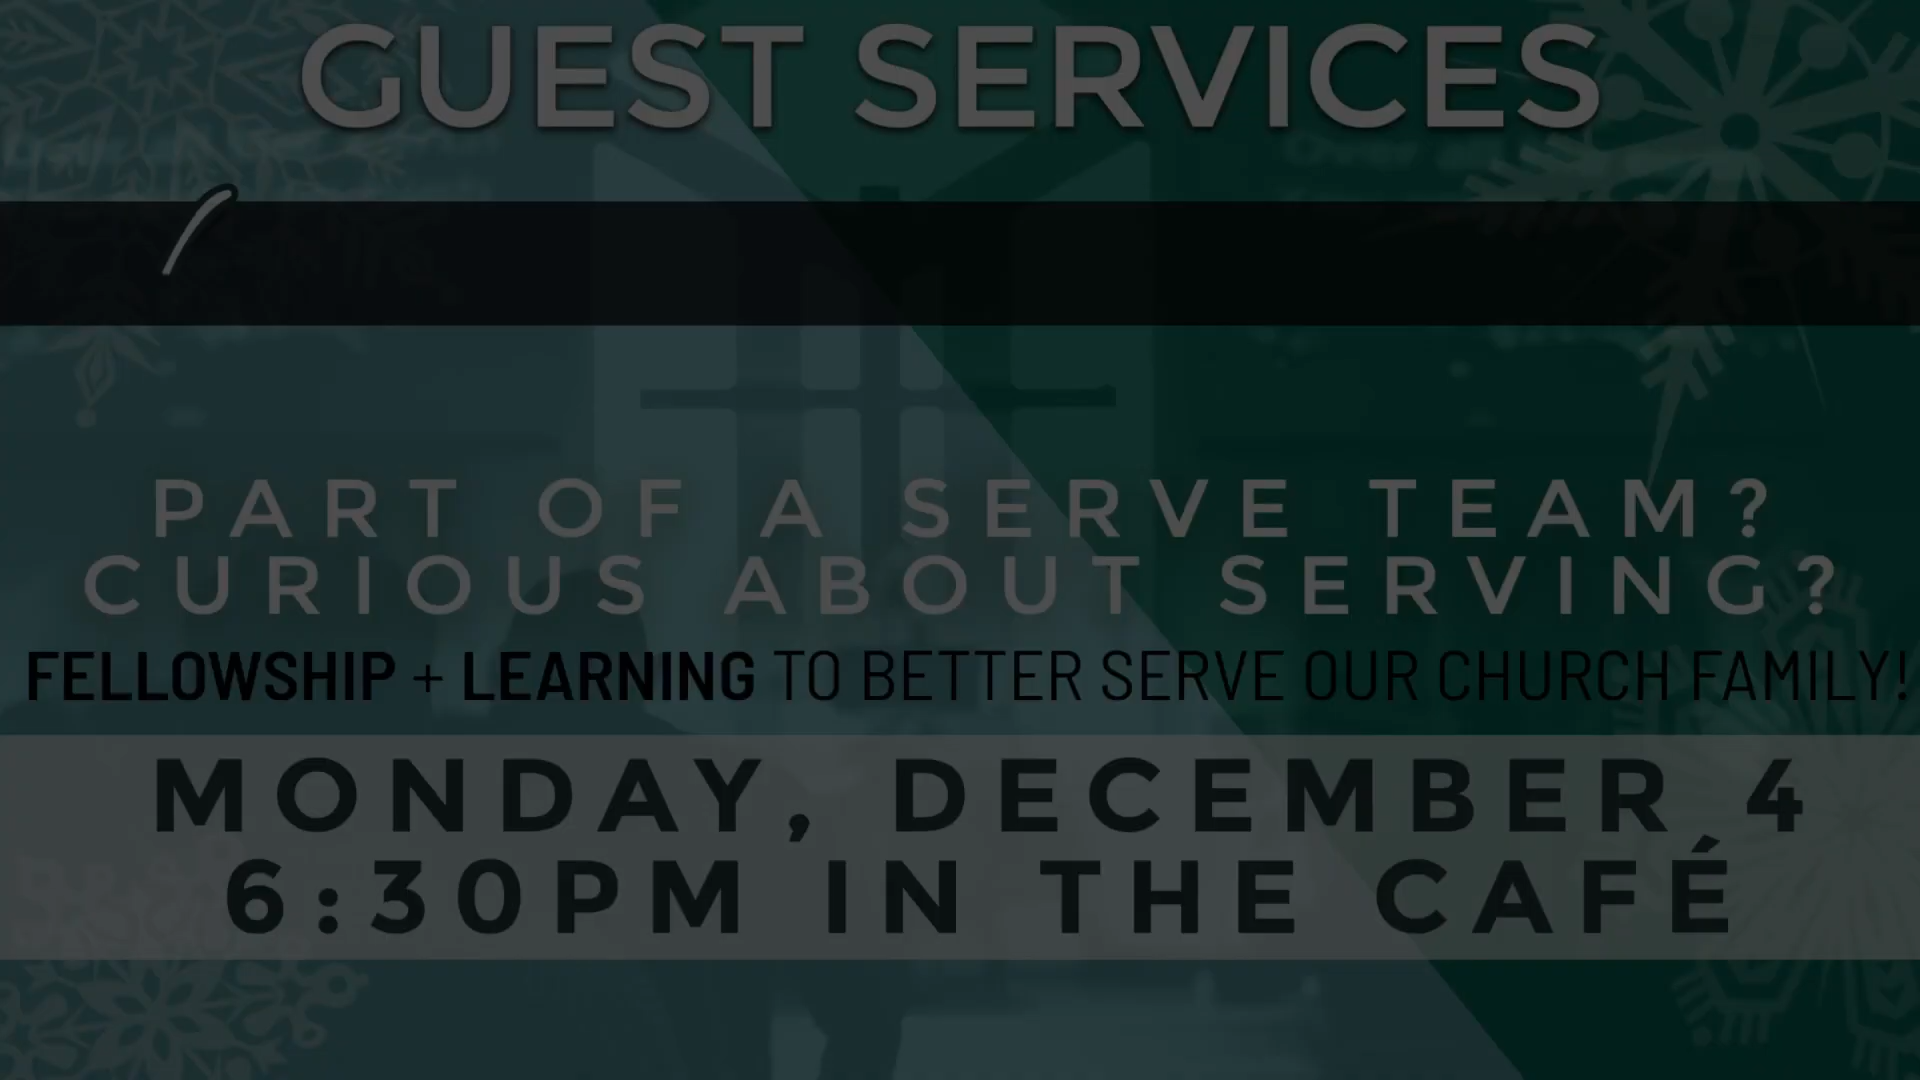 GUEST SERVICES
PART OF A SERVE TEAM?
CURIOUS ABOUT SERVING?
FELLOWSHIP + LEARNING TO BETTER SERVE OUR CHURCH FAMILY!
MONDAY, DECEMBER 4
6:30PM IN THE CAFÉ